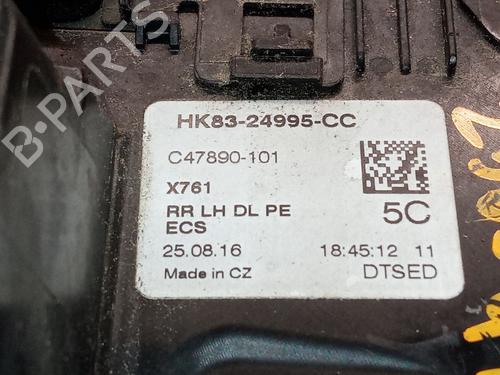 B-PARTS
HK83-24995-CC
C47890-101
X761
RR LH DL PE
ECS
5C
25.08.16 18:45:12 11
Made in CZ DTSED